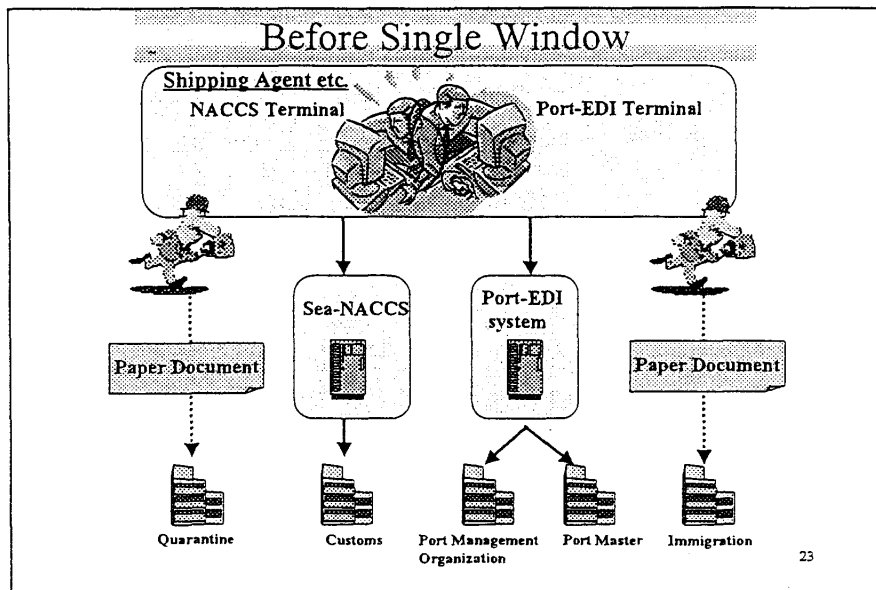 Before Single Window
Shipping Agent etc.
NACCS Terminal
Port-EDI Terminal
Sea-NACCS
Port-EDI
system
Paper Document
Paper Document
Quarantine
Customs
Port Management
Organization
Port Master
Immigration
23